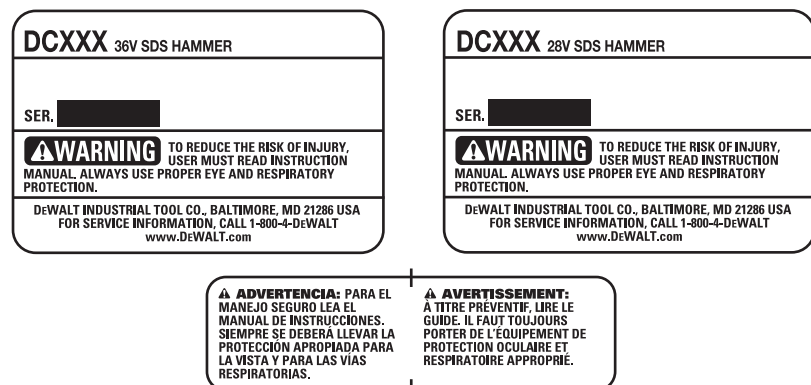 DCXXX 36V SDS HAMMER
SER.
WARNING TO REDUCE THE RISK OF INJURY,
USER MUST READ INSTRUCTION
MANUAL. ALWAYS USE PROPER EYE AND RESPIRATORY
PROTECTION.
DEWALT INDUSTRIAL TOOL CO., BALTIMORE, MD 21286 USA
FOR SERVICE INFORMATION, CALL 1-800-4-DEWALT
www.DEWALT.com
DCXXX 28V SDS HAMMER
SER.
WARNING TO REDUCE THE RISK OF INJURY,
USER MUST READ INSTRUCTION
MANUAL. ALWAYS USE PROPER EYE AND RESPIRATORY
PROTECTION.
DEWALT INDUSTRIAL TOOL CO., BALTIMORE, MD 21286 USA
FOR SERVICE INFORMATION, CALL 1-800-4-DEWALT
www.DEWALT.com
ADVERTENCIA: PARA EL
MANEJO SEGURO LEA EL
MANUAL DE INSTRUCCIONES.
SIEMPRE SE DEBERÁ LLEVAR LA
PROTECCIÓN APROPIADA PARA
LA VISTA Y PARA LAS VÍAS
RESPIRATORIAS.
AVERTISSEMENT:
À TITRE PRÉVENTIF, LIRE LE
GUIDE. IL FAUT TOUJOURS
PORTER DE L'ÉQUIPEMENT DE
PROTECTION OCULAIRE ET
RESPIRATOIRE APPROPRIÉ.